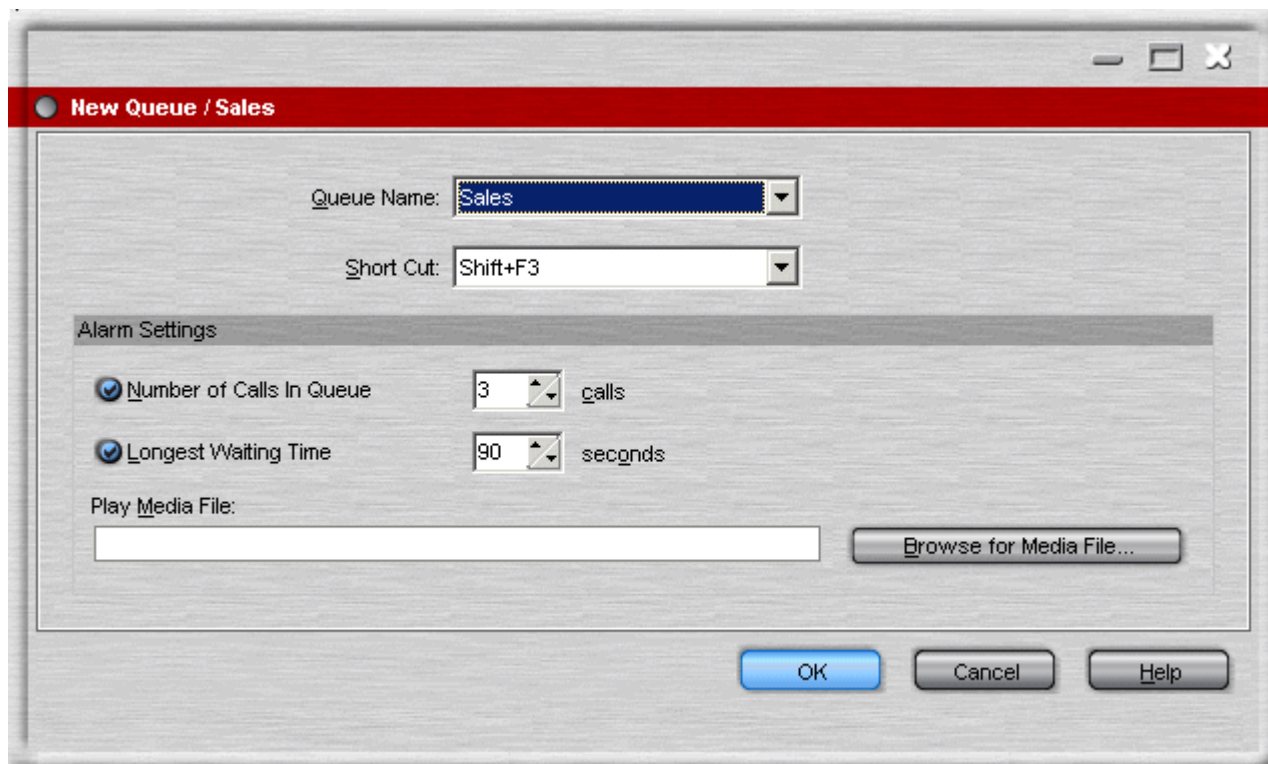 New Queue / Sales
Queue Name: Sales
Short Cut: Shift+F3
Alarm Settings
Number of Calls In Queue 3 calls
Longest Waiting Time 90 seconds
Play Media File:
Browse for Media File...
OK Cancel Help